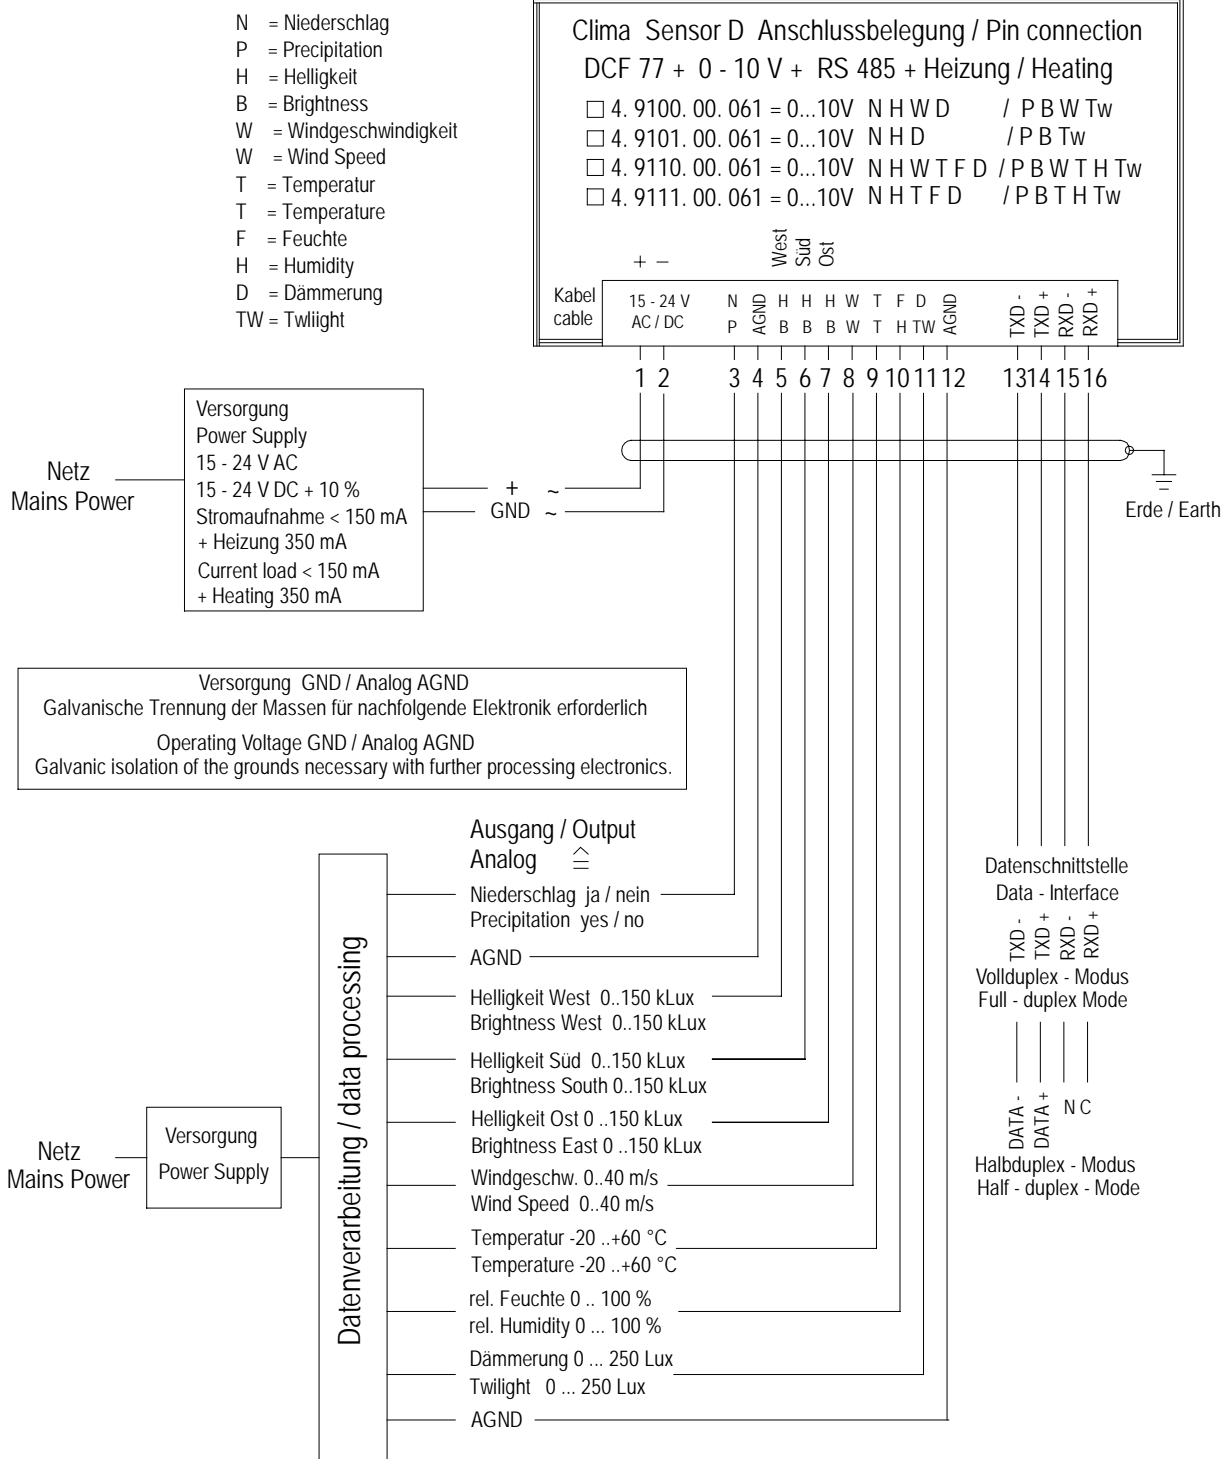 N = Niederschlag
P = Precipitation
H = Helligkeit
B = Brightness
W = Windgeschwindigkeit
W = Wind Speed
T = Temperatur
T = Temperature
F = Feuchte
H = Humidity
D = Dämmerung
TW = Twliight
Clima Sensor D Anschlussbelegung / Pin connection
DCF 77 + 0 - 10 V + RS 485 + Heizung / Heating
□ 4. 9100. 00. 061 = 0...10V N H W D / P B W Tw
□ 4. 9101. 00. 061 = 0...10V N H D / P B Tw
□ 4. 9110. 00. 061 = 0...10V N H W T F D / P B W T H Tw
□ 4. 9111. 00. 061 = 0...10V N H T F D / P B T H Tw
West Süd Ost
+ –
Kabel 15 - 24 V N AGND H H H W T F D AGND TXD - TXD + RXD - RXD +
cable AC / DC P B B B W T H TW
1 2 3 4 5 6 7 8 9 10 11 12 13 14 15 16
Versorgung
Power Supply
15 - 24 V AC
15 - 24 V DC + 10 %
Stromaufnahme < 150 mA
+ Heizung 350 mA
Current load < 150 mA
+ Heating 350 mA
Netz
Mains Power
+ ~
GND ~
Erde / Earth
Versorgung GND / Analog AGND
Galvanische Trennung der Massen für nachfolgende Elektronik erforderlich
Operating Voltage GND / Analog AGND
Galvanic isolation of the grounds necessary with further processing electronics.
Ausgang / Output
Analog ≙
Niederschlag ja / nein
Precipitation yes / no
AGND
Helligkeit West 0..150 kLux
Brightness West 0..150 kLux
Helligkeit Süd 0..150 kLux
Brightness South 0..150 kLux
Helligkeit Ost 0 ..150 kLux
Brightness East 0 ..150 kLux
Windgeschw. 0..40 m/s
Wind Speed 0..40 m/s
Temperatur -20 ..+60 °C
Temperature -20 ..+60 °C
rel. Feuchte 0 .. 100 %
rel. Humidity 0 ... 100 %
Dämmerung 0 ... 250 Lux
Twilight 0 ... 250 Lux
AGND
Datenverarbeitung / data processing
Netz
Mains Power
Versorgung
Power Supply
Datenschnittstelle
Data - Interface
TXD - TXD + RXD - RXD +
Vollduplex - Modus
Full - duplex Mode
DATA - DATA + N C
Halbduplex - Modus
Half - duplex - Mode